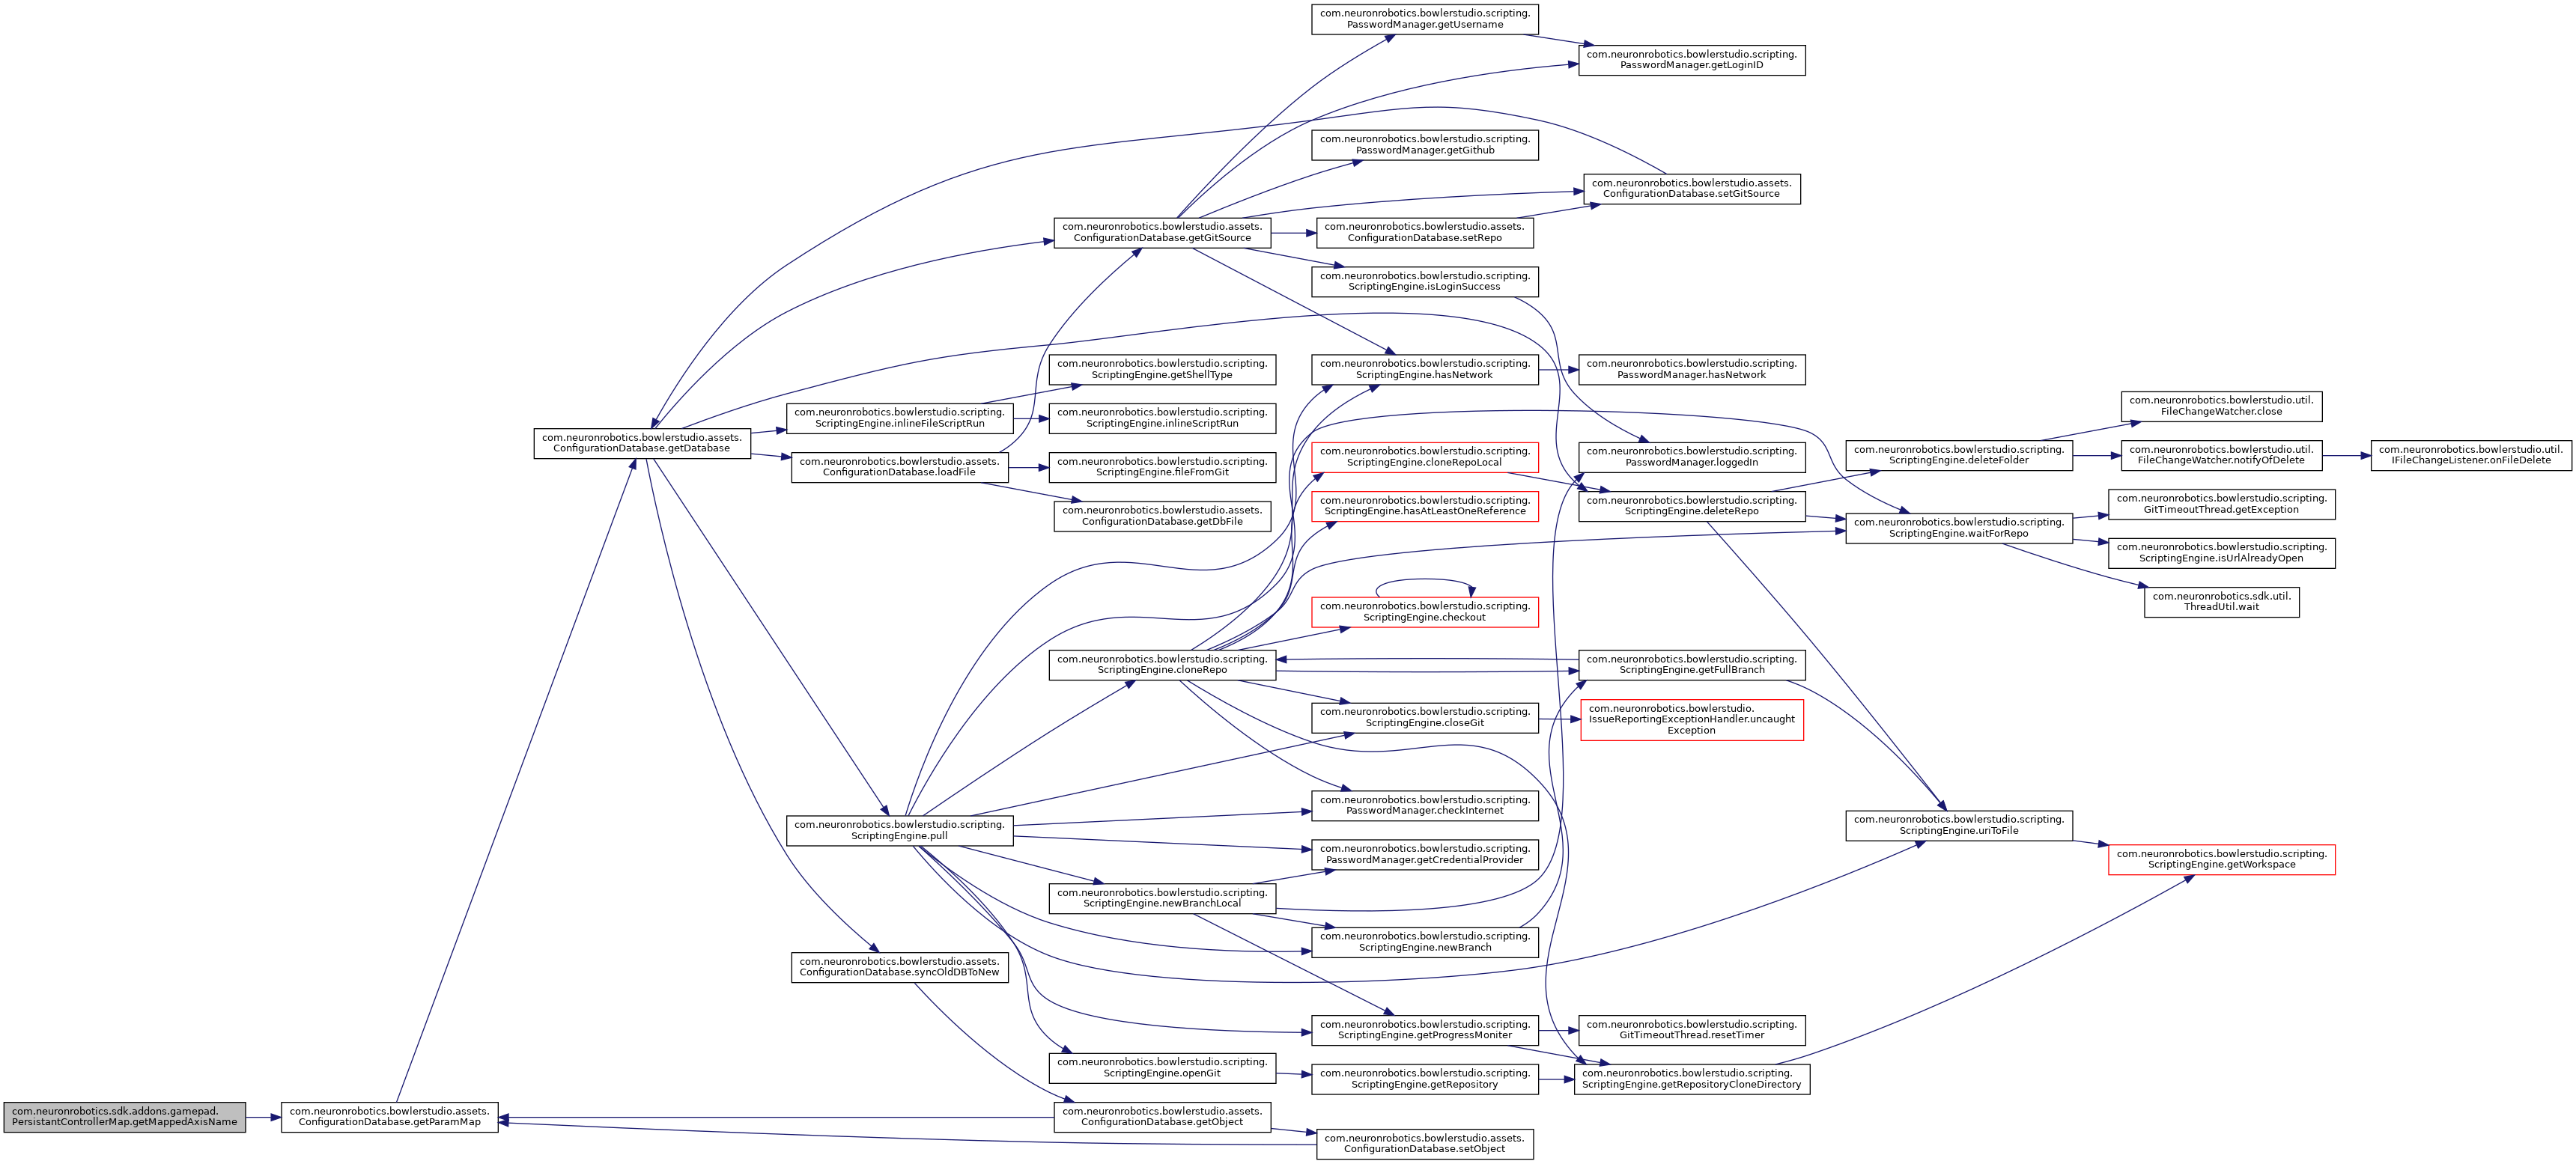 com.neuronrobotics.sdk.addons.gamepad.
PersistantControllerMap.getMappedAxisName
com.neuronrobotics.bowlerstudio.assets.
ConfigurationDatabase.getParamMap
com.neuronrobotics.bowlerstudio.assets.
ConfigurationDatabase.getDatabase
com.neuronrobotics.bowlerstudio.scripting.
ScriptingEngine.inlineFileScriptRun
com.neuronrobotics.bowlerstudio.assets.
ConfigurationDatabase.loadFile
com.neuronrobotics.bowlerstudio.scripting.
ScriptingEngine.pull
com.neuronrobotics.bowlerstudio.assets.
ConfigurationDatabase.syncOldDBToNew
com.neuronrobotics.bowlerstudio.assets.
ConfigurationDatabase.getGitSource
com.neuronrobotics.bowlerstudio.scripting.
ScriptingEngine.getShellType
com.neuronrobotics.bowlerstudio.scripting.
ScriptingEngine.inlineScriptRun
com.neuronrobotics.bowlerstudio.scripting.
ScriptingEngine.fileFromGit
com.neuronrobotics.bowlerstudio.assets.
ConfigurationDatabase.getDbFile
com.neuronrobotics.bowlerstudio.scripting.
ScriptingEngine.cloneRepo
com.neuronrobotics.bowlerstudio.scripting.
ScriptingEngine.newBranchLocal
com.neuronrobotics.bowlerstudio.scripting.
ScriptingEngine.openGit
com.neuronrobotics.bowlerstudio.assets.
ConfigurationDatabase.getObject
com.neuronrobotics.bowlerstudio.scripting.
PasswordManager.getUsername
com.neuronrobotics.bowlerstudio.scripting.
PasswordManager.getGithub
com.neuronrobotics.bowlerstudio.assets.
ConfigurationDatabase.setRepo
com.neuronrobotics.bowlerstudio.scripting.
ScriptingEngine.isLoginSuccess
com.neuronrobotics.bowlerstudio.scripting.
ScriptingEngine.hasNetwork
com.neuronrobotics.bowlerstudio.scripting.
ScriptingEngine.cloneRepoLocal
com.neuronrobotics.bowlerstudio.scripting.
ScriptingEngine.hasAtLeastOneReference
com.neuronrobotics.bowlerstudio.scripting.
ScriptingEngine.checkout
com.neuronrobotics.bowlerstudio.scripting.
ScriptingEngine.closeGit
com.neuronrobotics.bowlerstudio.scripting.
PasswordManager.checkInternet
com.neuronrobotics.bowlerstudio.scripting.
PasswordManager.getCredentialProvider
com.neuronrobotics.bowlerstudio.scripting.
ScriptingEngine.newBranch
com.neuronrobotics.bowlerstudio.scripting.
ScriptingEngine.getProgressMoniter
com.neuronrobotics.bowlerstudio.scripting.
ScriptingEngine.getRepository
com.neuronrobotics.bowlerstudio.assets.
ConfigurationDatabase.setObject
com.neuronrobotics.bowlerstudio.scripting.
PasswordManager.getLoginID
com.neuronrobotics.bowlerstudio.assets.
ConfigurationDatabase.setGitSource
com.neuronrobotics.bowlerstudio.scripting.
PasswordManager.hasNetwork
com.neuronrobotics.bowlerstudio.scripting.
PasswordManager.loggedIn
com.neuronrobotics.bowlerstudio.scripting.
ScriptingEngine.deleteRepo
com.neuronrobotics.bowlerstudio.scripting.
ScriptingEngine.getFullBranch
com.neuronrobotics.bowlerstudio.
IssueReportingExceptionHandler.uncaught
Exception
com.neuronrobotics.bowlerstudio.scripting.
GitTimeoutThread.resetTimer
com.neuronrobotics.bowlerstudio.scripting.
ScriptingEngine.getRepositoryCloneDirectory
com.neuronrobotics.bowlerstudio.scripting.
ScriptingEngine.deleteFolder
com.neuronrobotics.bowlerstudio.scripting.
ScriptingEngine.waitForRepo
com.neuronrobotics.bowlerstudio.scripting.
ScriptingEngine.uriToFile
com.neuronrobotics.bowlerstudio.util.
FileChangeWatcher.close
com.neuronrobotics.bowlerstudio.util.
FileChangeWatcher.notifyOfDelete
com.neuronrobotics.bowlerstudio.scripting.
GitTimeoutThread.getException
com.neuronrobotics.bowlerstudio.scripting.
ScriptingEngine.isUrlAlreadyOpen
com.neuronrobotics.sdk.util.
ThreadUtil.wait
com.neuronrobotics.bowlerstudio.scripting.
ScriptingEngine.getWorkspace
com.neuronrobotics.bowlerstudio.util.
IFileChangeListener.onFileDelete